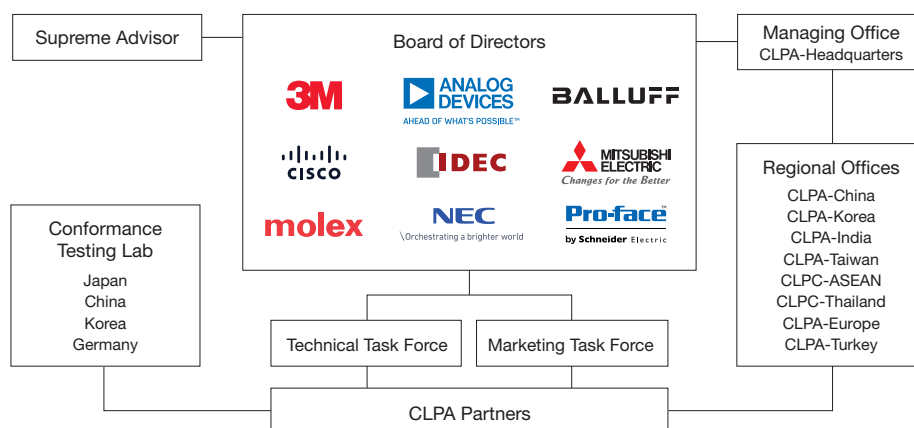 Supreme Advisor
Board of Directors
3M
ANALOG
DEVICES
AHEAD OF WHAT'S POSSIBLE™
BALLUFF
CISCO
IDEC
MITSUBISHI
ELECTRIC
Changes for the Better
molex
NEC
\Orchestrating a brighter world
Pro-face™
by Schneider Electric
Managing Office
CLPA-Headquarters
Regional Offices
CLPA-China
CLPA-Korea
CLPA-India
CLPA-Taiwan
CLPC-ASEAN
CLPC-Thailand
CLPA-Europe
CLPA-Turkey
Conformance
Testing Lab
Japan
China
Korea
Germany
Technical Task Force
Marketing Task Force
CLPA Partners